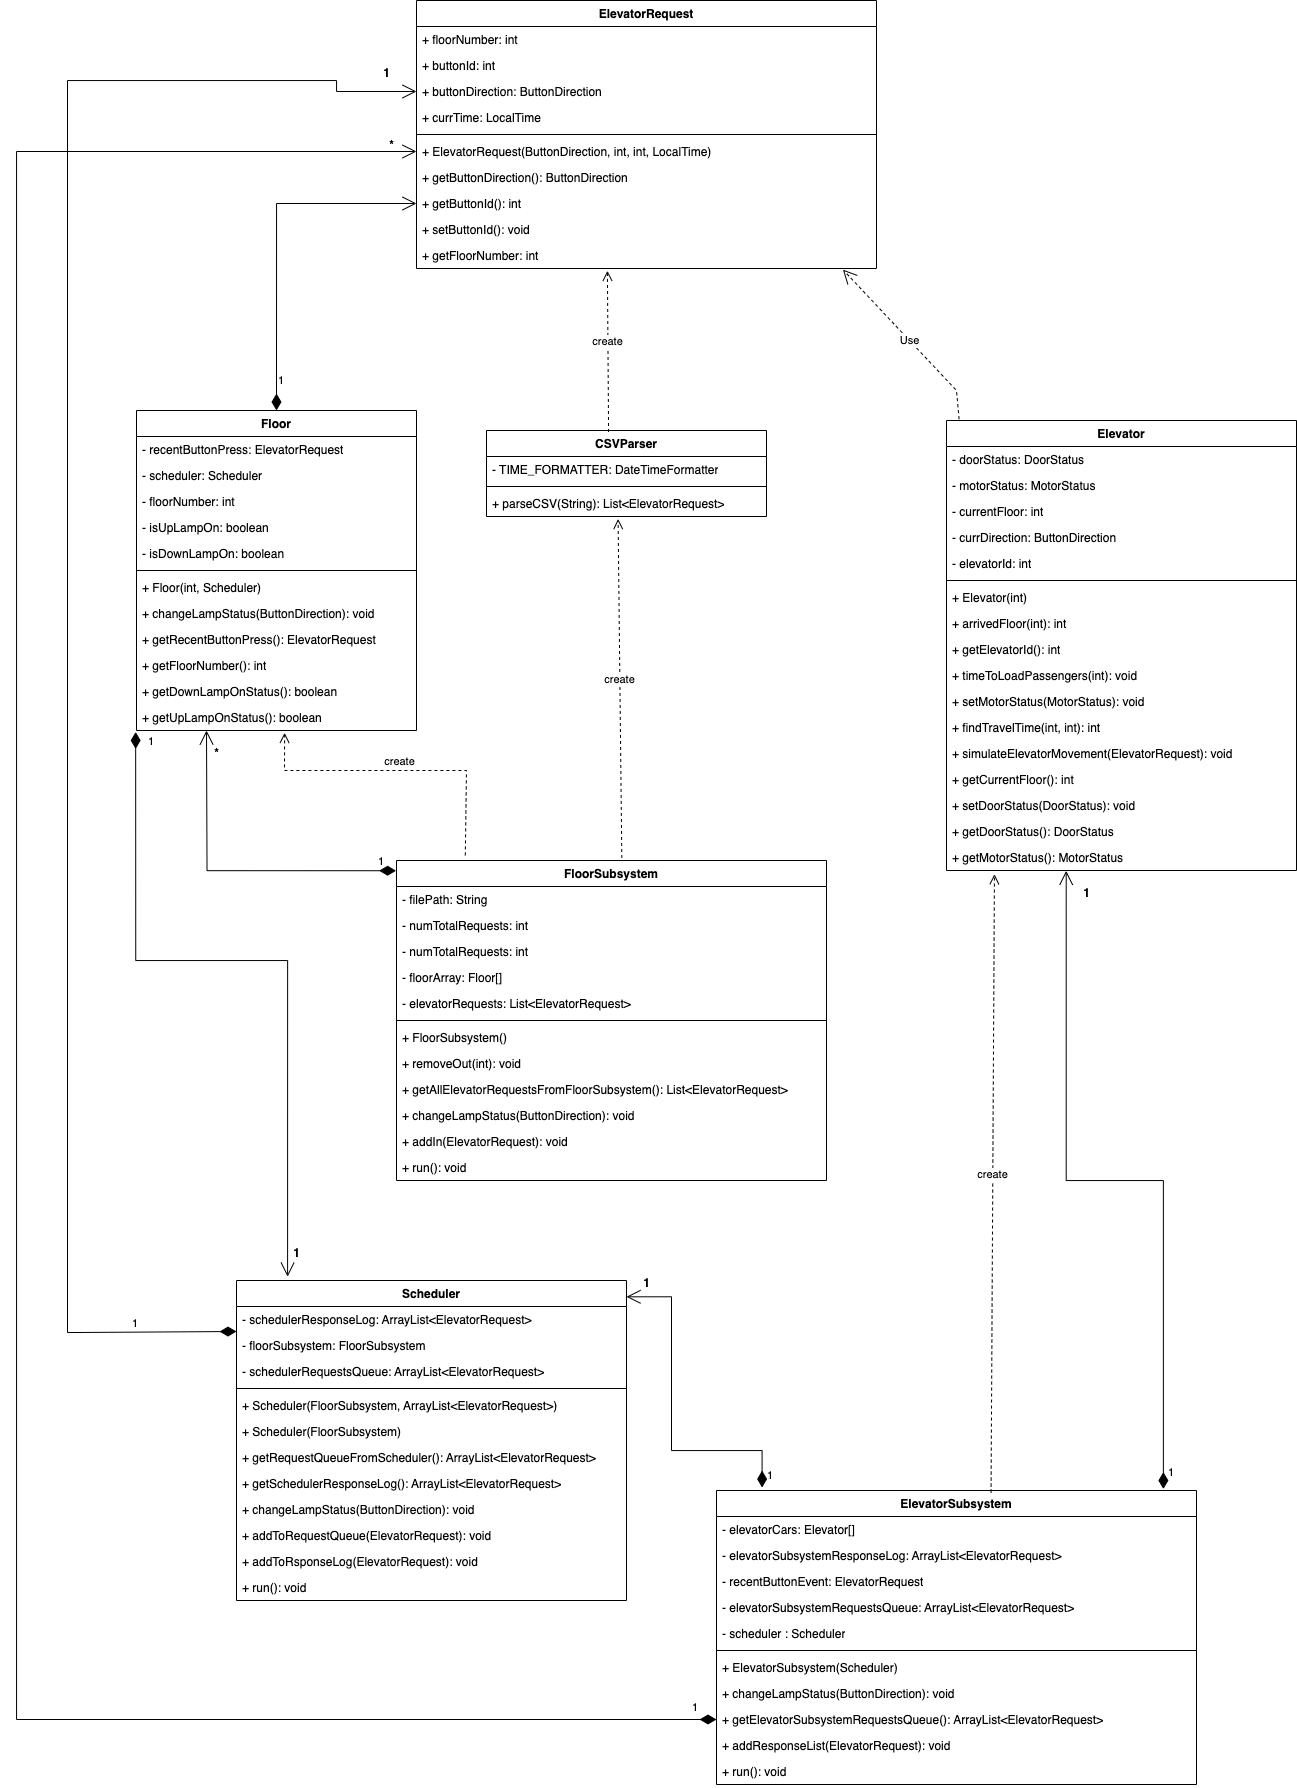 ElevatorRequest
+ floorNumber: int
+ buttonId: int
+ buttonDirection: ButtonDirection
+ currTime: LocalTime
+ ElevatorRequest(ButtonDirection, int, int, LocalTime)
+ getButtonDirection(): ButtonDirection
+ getButtonId(): int
+ setButtonId(): void
+ getFloorNumber: int
1
*
1
create
Use
Floor
- recentButtonPress: ElevatorRequest
- scheduler: Scheduler
- floorNumber: int
- isUpLampOn: boolean
- isDownLampOn: boolean
+ Floor(int, Scheduler)
+ changeLampStatus(ButtonDirection): void
+ getRecentButtonPress(): ElevatorRequest
+ getFloorNumber(): int
+ getDownLampOnStatus(): boolean
+ getUpLampOnStatus(): boolean
CSVParser
- TIME_FORMATTER: DateTimeFormatter
+ parseCSV(String): List<ElevatorRequest>
Elevator
- doorStatus: DoorStatus
- motorStatus: MotorStatus
- currentFloor: int
- currDirection: ButtonDirection
- elevatorId: int
+ Elevator(int)
+ arrivedFloor(int): int
+ getElevatorId(): int
+ timeToLoadPassengers(int): void
+ setMotorStatus(MotorStatus): void
+ findTravelTime(int, int): int
+ simulateElevatorMovement(ElevatorRequest): void
+ getCurrentFloor(): int
+ setDoorStatus(DoorStatus): void
+ getDoorStatus(): DoorStatus
+ getMotorStatus(): MotorStatus
create
1
*
create
1
1
FloorSubsystem
- filePath: String
- numTotalRequests: int
- numTotalRequests: int
- floorArray: Floor[]
- elevatorRequests: List<ElevatorRequest>
+ FloorSubsystem()
+ removeOut(int): void
+ getAllElevatorRequestsFromFloorSubsystem(): List<ElevatorRequest>
+ changeLampStatus(ButtonDirection): void
+ addIn(ElevatorRequest): void
+ run(): void
create
1
1
1
Scheduler
- schedulerResponseLog: ArrayList<ElevatorRequest>
- floorSubsystem: FloorSubsystem
- schedulerRequestsQueue: ArrayList<ElevatorRequest>
+ Scheduler(FloorSubsystem, ArrayList<ElevatorRequest>)
+ Scheduler(FloorSubsystem)
+ getRequestQueueFromScheduler(): ArrayList<ElevatorRequest>
+ getSchedulerResponseLog(): ArrayList<ElevatorRequest>
+ changeLampStatus(ButtonDirection): void
+ addToRequestQueue(ElevatorRequest): void
+ addToRsponseLog(ElevatorRequest): void
+ run(): void
1
1
ElevatorSubsystem
- elevatorCars: Elevator[]
- elevatorSubsystemResponseLog: ArrayList<ElevatorRequest>
- recentButtonEvent: ElevatorRequest
- elevatorSubsystemRequestsQueue: ArrayList<ElevatorRequest>
- scheduler : Scheduler
+ ElevatorSubsystem(Scheduler)
+ changeLampStatus(ButtonDirection): void
+ getElevatorSubsystemRequestsQueue(): ArrayList<ElevatorRequest>
+ addResponseList(ElevatorRequest): void
+ run(): void
1